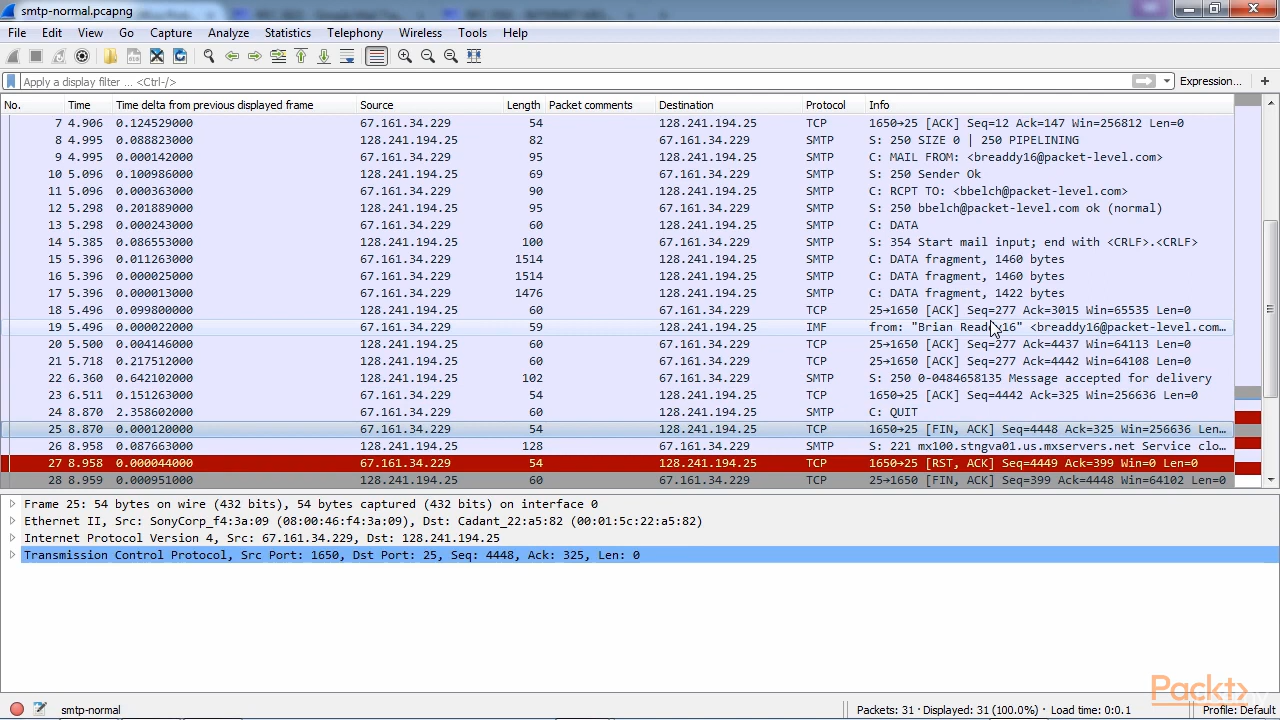 smtp-normal.pcapng
File Edit View Go Capture Analyze Statistics Telephony Wireless Tools Help
Apply a display filter ... <Ctrl-/> Expression... +
No. Time Time delta from previous displayed frame Source Length Packet comments Destination Protocol Info
7 4.906 0.124529000 67.161.34.229 54 128.241.194.25 TCP 1650→25 [ACK] Seq=12 Ack=147 Win=256812 Len=0
8 4.995 0.088823000 128.241.194.25 82 67.161.34.229 SMTP S: 250 SIZE 0 | 250 PIPELINING
9 4.995 0.000142000 67.161.34.229 95 128.241.194.25 SMTP C: MAIL FROM: <breaddy16@packet-level.com>
10 5.096 0.100986000 128.241.194.25 69 67.161.34.229 SMTP S: 250 Sender Ok
11 5.096 0.000363000 67.161.34.229 90 128.241.194.25 SMTP C: RCPT TO: <bbelch@packet-level.com>
12 5.298 0.201889000 128.241.194.25 95 67.161.34.229 SMTP S: 250 bbelch@packet-level.com ok (normal)
13 5.298 0.000243000 67.161.34.229 60 128.241.194.25 SMTP C: DATA
14 5.385 0.086553000 128.241.194.25 100 67.161.34.229 SMTP S: 354 Start mail input; end with <CRLF>.<CRLF>
15 5.396 0.011263000 67.161.34.229 1514 128.241.194.25 SMTP C: DATA fragment, 1460 bytes
16 5.396 0.000025000 67.161.34.229 1514 128.241.194.25 SMTP C: DATA fragment, 1460 bytes
17 5.396 0.000013000 67.161.34.229 1476 128.241.194.25 SMTP C: DATA fragment, 1422 bytes
18 5.496 0.099800000 128.241.194.25 60 67.161.34.229 TCP 25→1650 [ACK] Seq=277 Ack=3015 Win=65535 Len=0
19 5.496 0.000022000 67.161.34.229 59 128.241.194.25 IMF from: "Brian <breaddy16@packet-level.com…
20 5.500 0.004146000 128.241.194.25 60 67.161.34.229 TCP 25→1650 [ACK] Seq=277 Ack=4437 Win=64113 Len=0
21 5.718 0.217512000 128.241.194.25 60 67.161.34.229 TCP 25→1650 [ACK] Seq=277 Ack=4442 Win=64108 Len=0
22 6.360 0.642102000 128.241.194.25 102 67.161.34.229 SMTP S: 250 0-0484658135 Message accepted for delivery
23 6.511 0.151263000 67.161.34.229 54 128.241.194.25 TCP 1650→25 [ACK] Seq=4442 Ack=325 Win=256636 Len=0
24 8.870 2.358602000 67.161.34.229 60 128.241.194.25 SMTP C: QUIT
25 8.870 0.000120000 67.161.34.229 54 128.241.194.25 TCP 1650→25 [FIN, ACK] Seq=4448 Ack=325 Win=256636 Len…
26 8.958 0.087663000 128.241.194.25 128 67.161.34.229 SMTP S: 221 mx100.stngva01.us.mxservers.net Service clo…
27 8.958 0.000044000 67.161.34.229 54 128.241.194.25 TCP 1650→25 [RST, ACK] Seq=4449 Ack=399 Win=0 Len=0
28 8.959 0.000951000 128.241.194.25 60 67.161.34.229 TCP 25→1650 [FIN, ACK] Seq=399 Ack=4448 Win=64102 Len=0
Frame 25: 54 bytes on wire (432 bits), 54 bytes captured (432 bits) on interface 0
Ethernet II, Src: SonyCorp_f4:3a:09 (08:00:46:f4:3a:09), Dst: Cadant_22:a5:82 (00:01:5c:22:a5:82)
Internet Protocol Version 4, Src: 67.161.34.229, Dst: 128.241.194.25
Transmission Control Protocol, Src Port: 1650, Dst Port: 25, Seq: 4448, Ack: 325, Len: 0
Packt>
smtp-normal Packets: 31 · Displayed: 31 (100.0%) · Load time: 0:0.1 Profile: Default